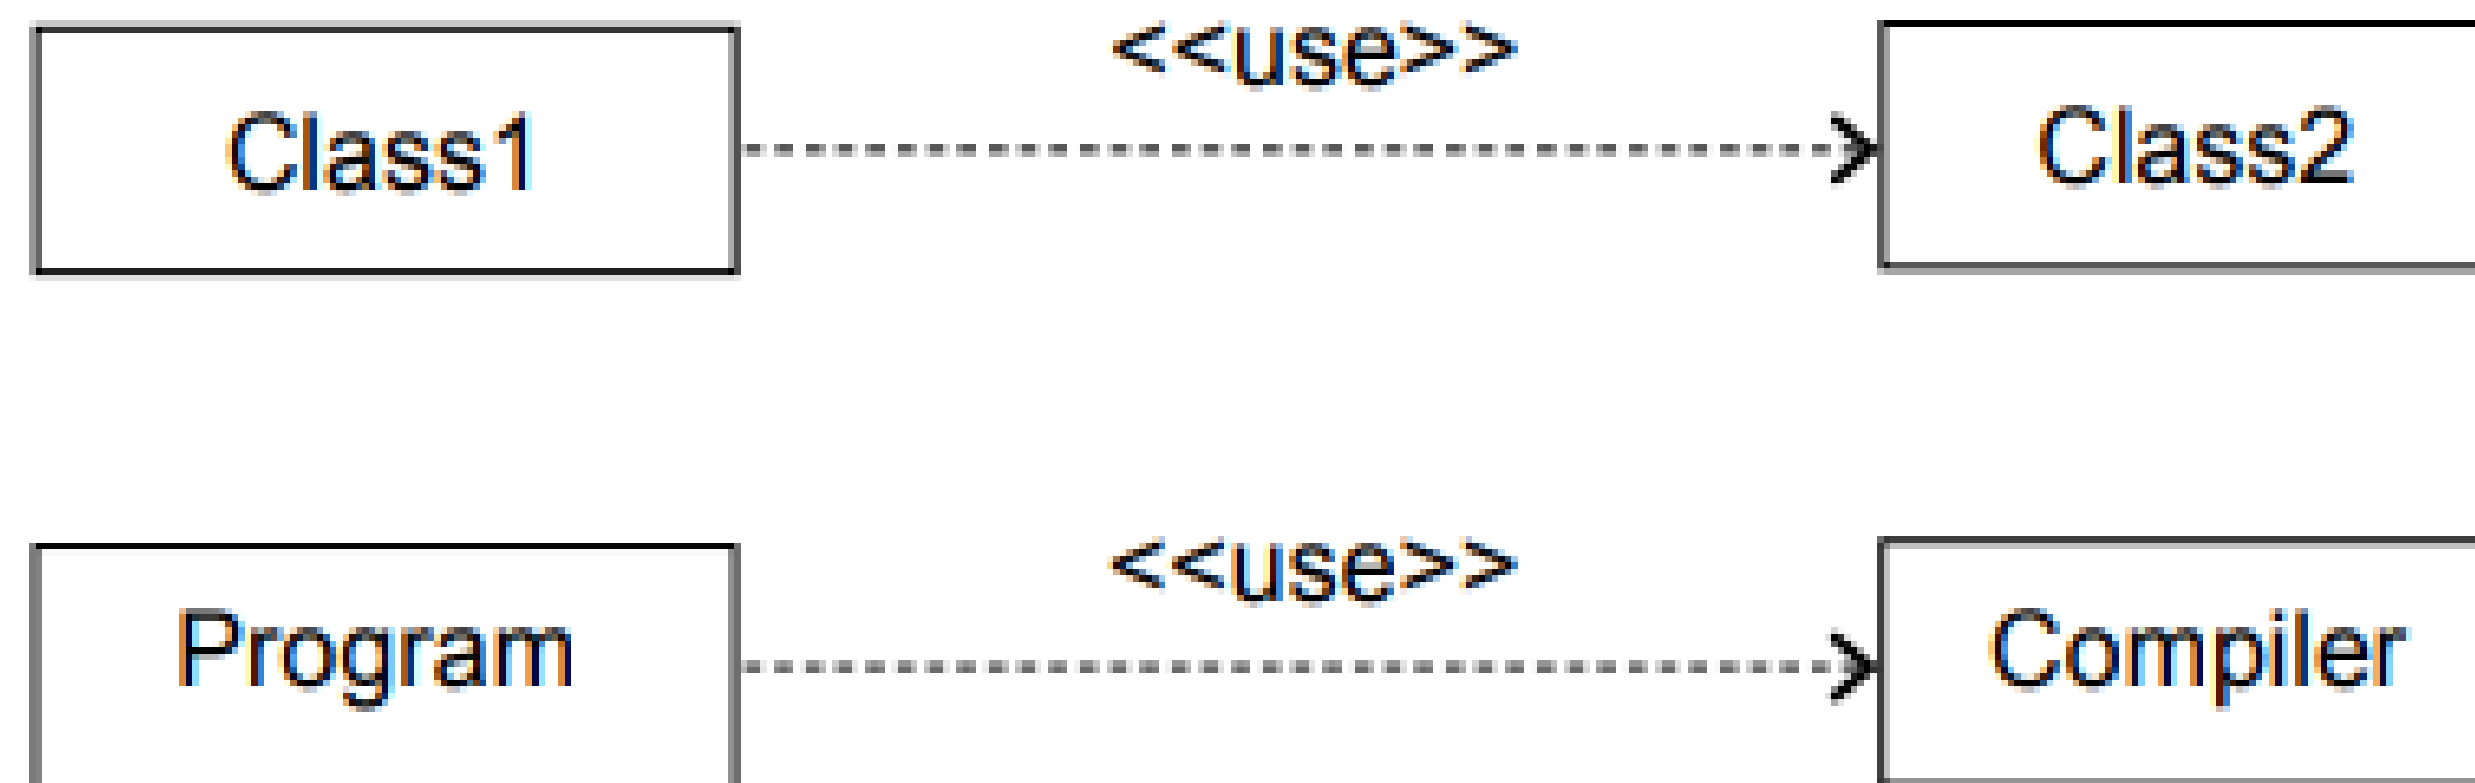 <<use>>
Class1
Class2
<<use>>
Program
Compiler